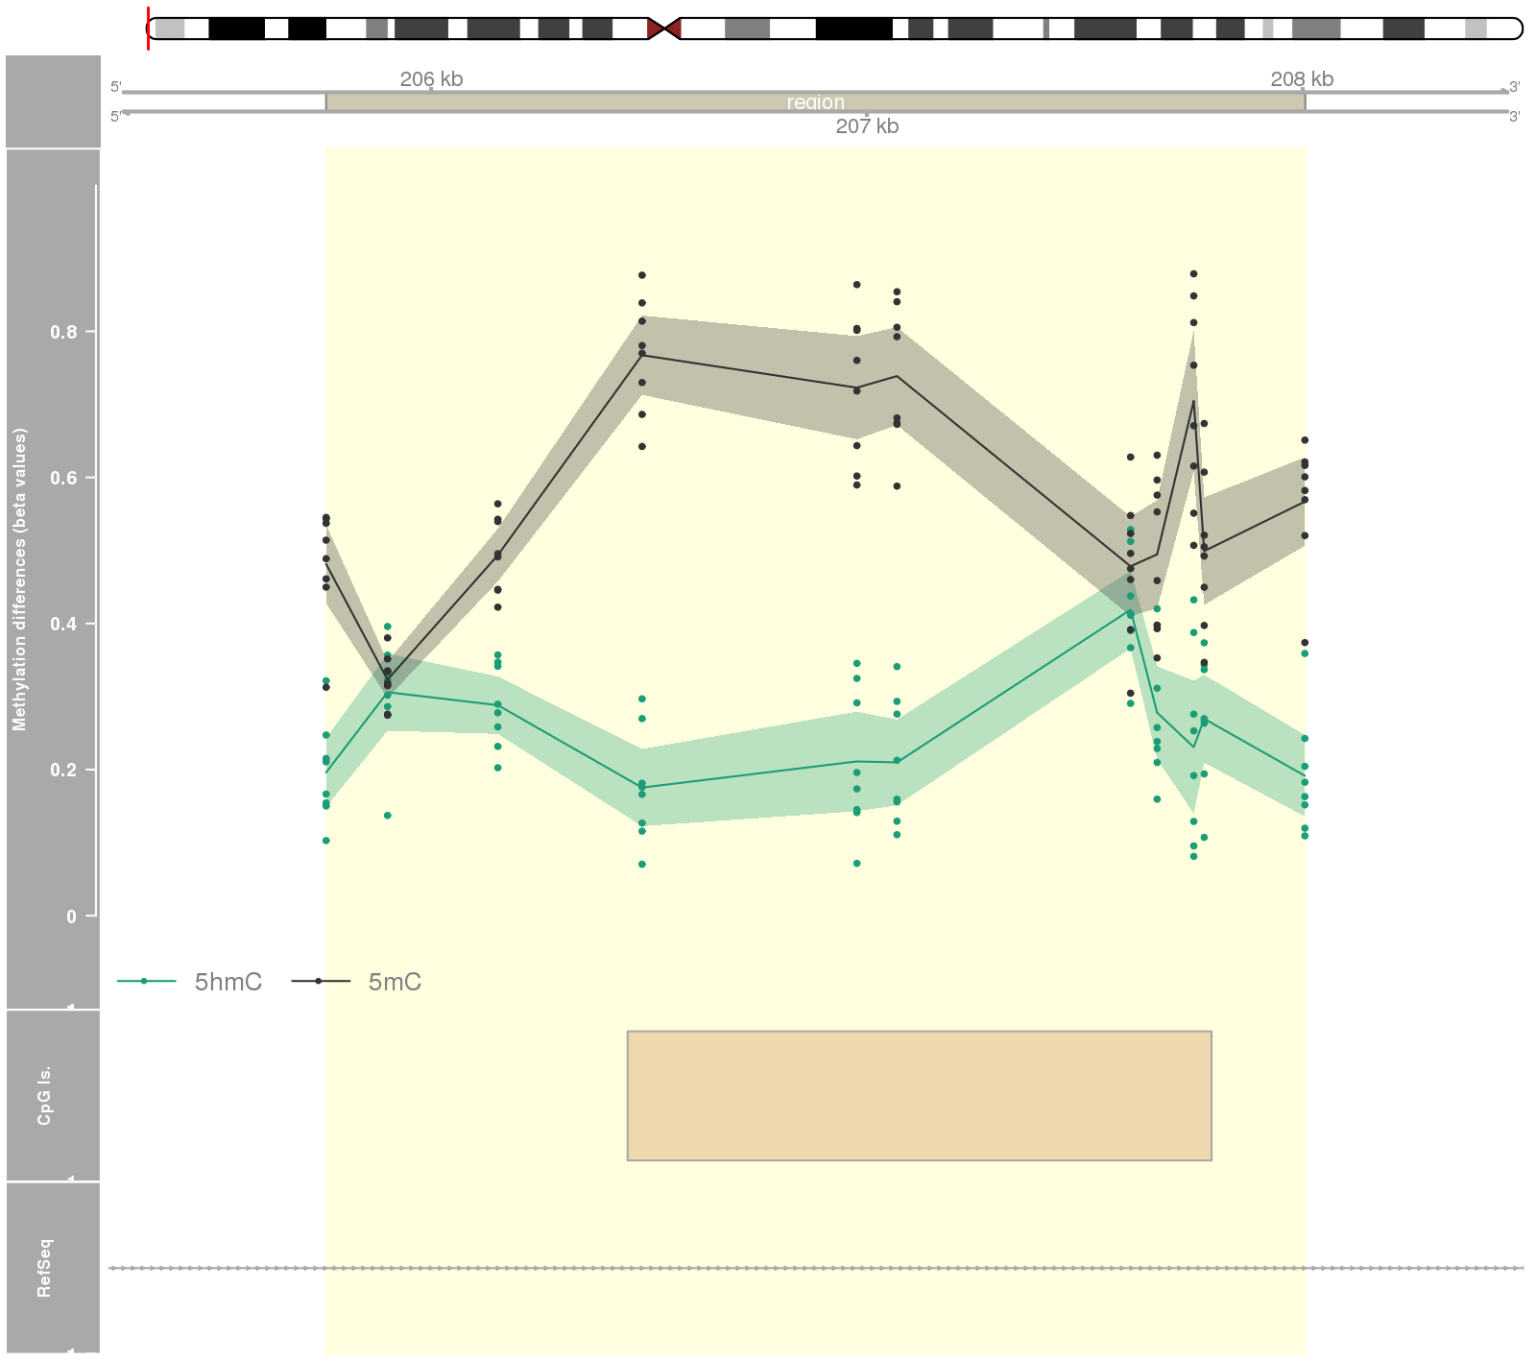 206 kb
208 kb
5'
3'
region
5'
3'
207 kb
Methylation differences (beta values)
0.8
0.6
0.4
0.2
0
5hmC
5mC
CpG Is.
RefSeq